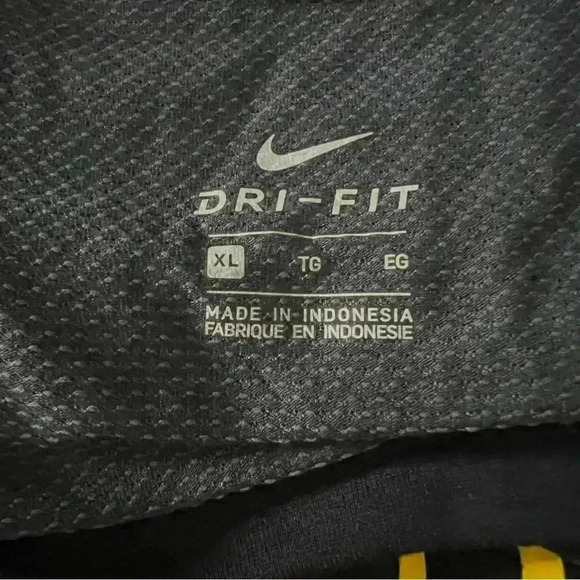 DRI-FIT
XL TG EG
MADE IN INDONESIA
FABRIQUE EN INDONESIE